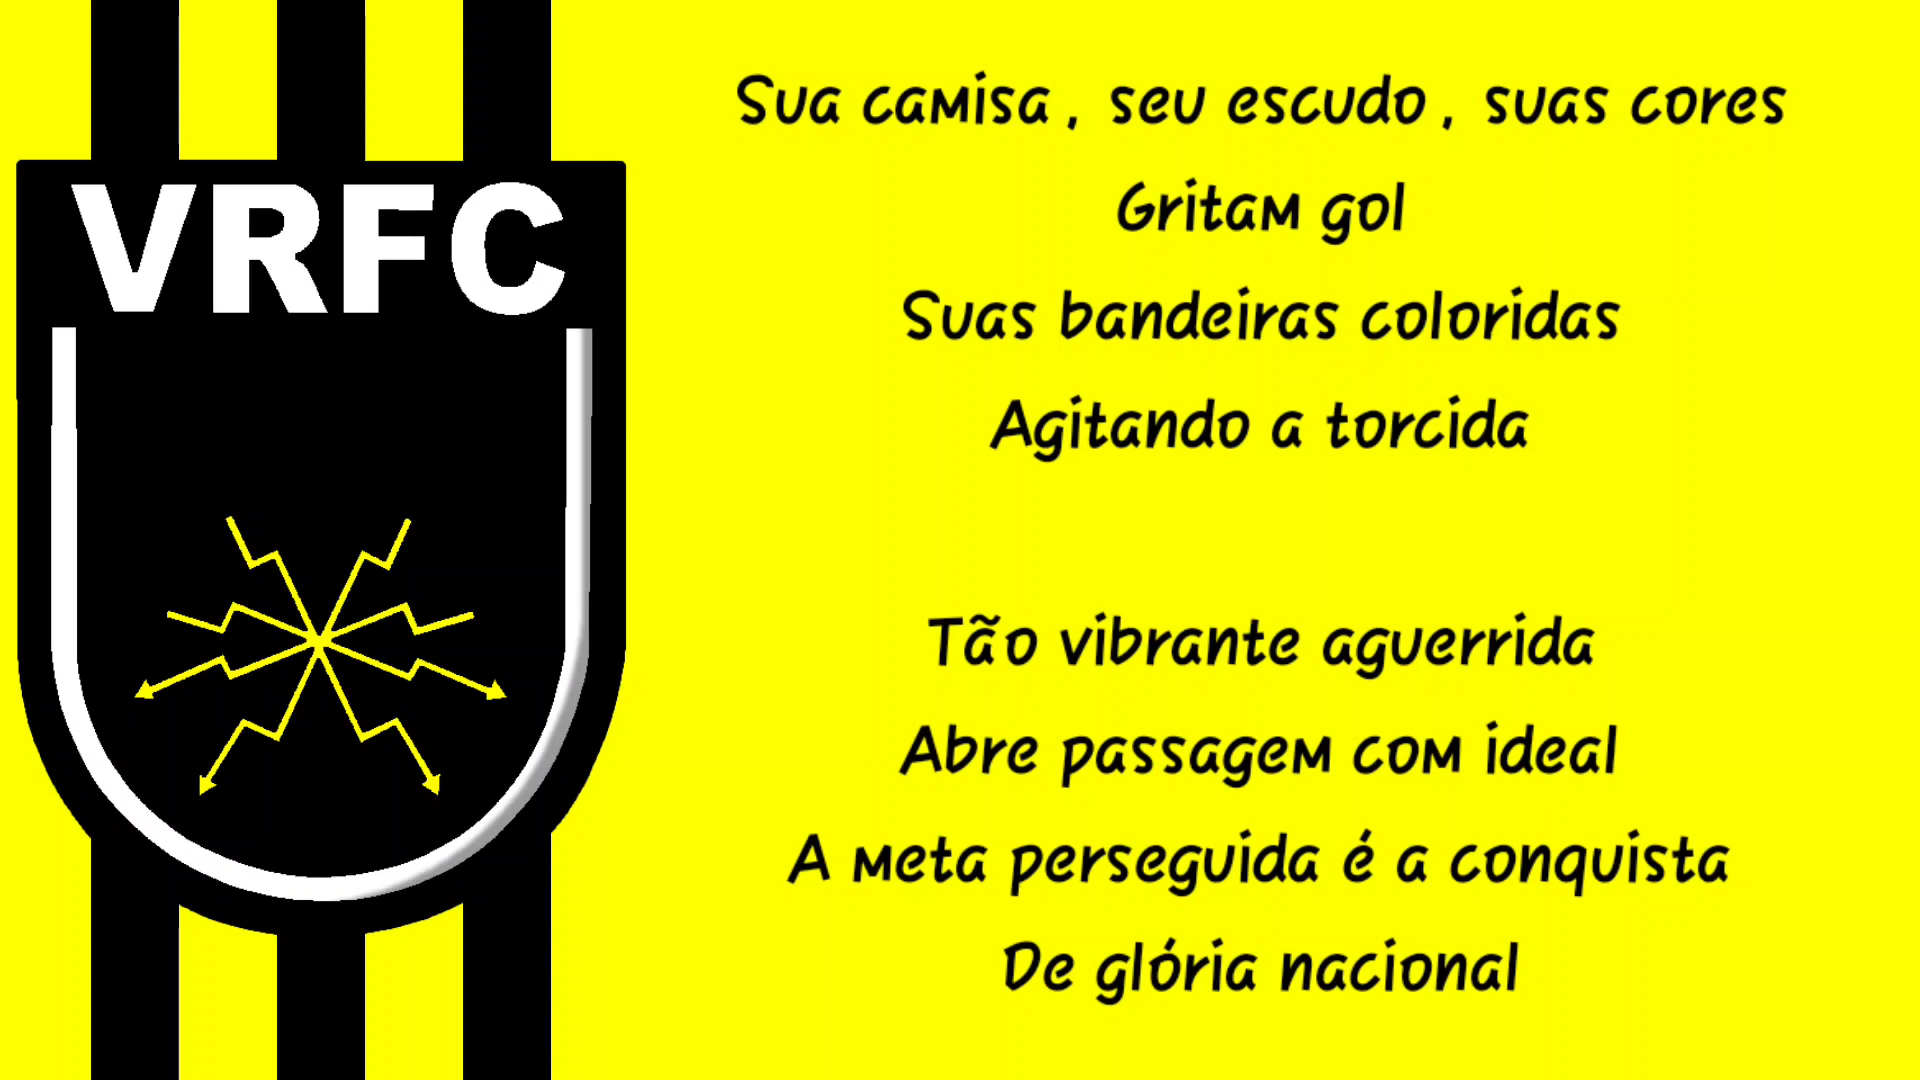 VRFC
Sua camisa, seu escudo, suas cores
Gritam gol
Suas bandeiras coloridas
Agitando a torcida
Tão vibrante aguerrida
Abre passagem com ideal
A meta perseguida é a conquista
De glória nacional